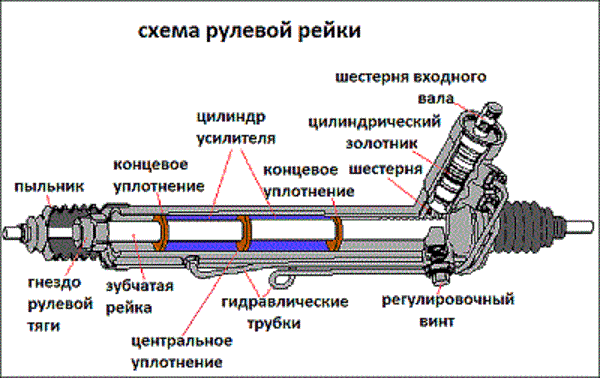 схема рулевой рейки
шестерня входного
вала
цилиндр
усилителя
цилиндрический
золотник
концевое
уплотнение
концевое
уплотнение
шестерня
пыльник
гнездо
рулевой
тяги
зубчатая
рейка
гидравлические
трубки
регулировочный
винт
центральное
уплотнение